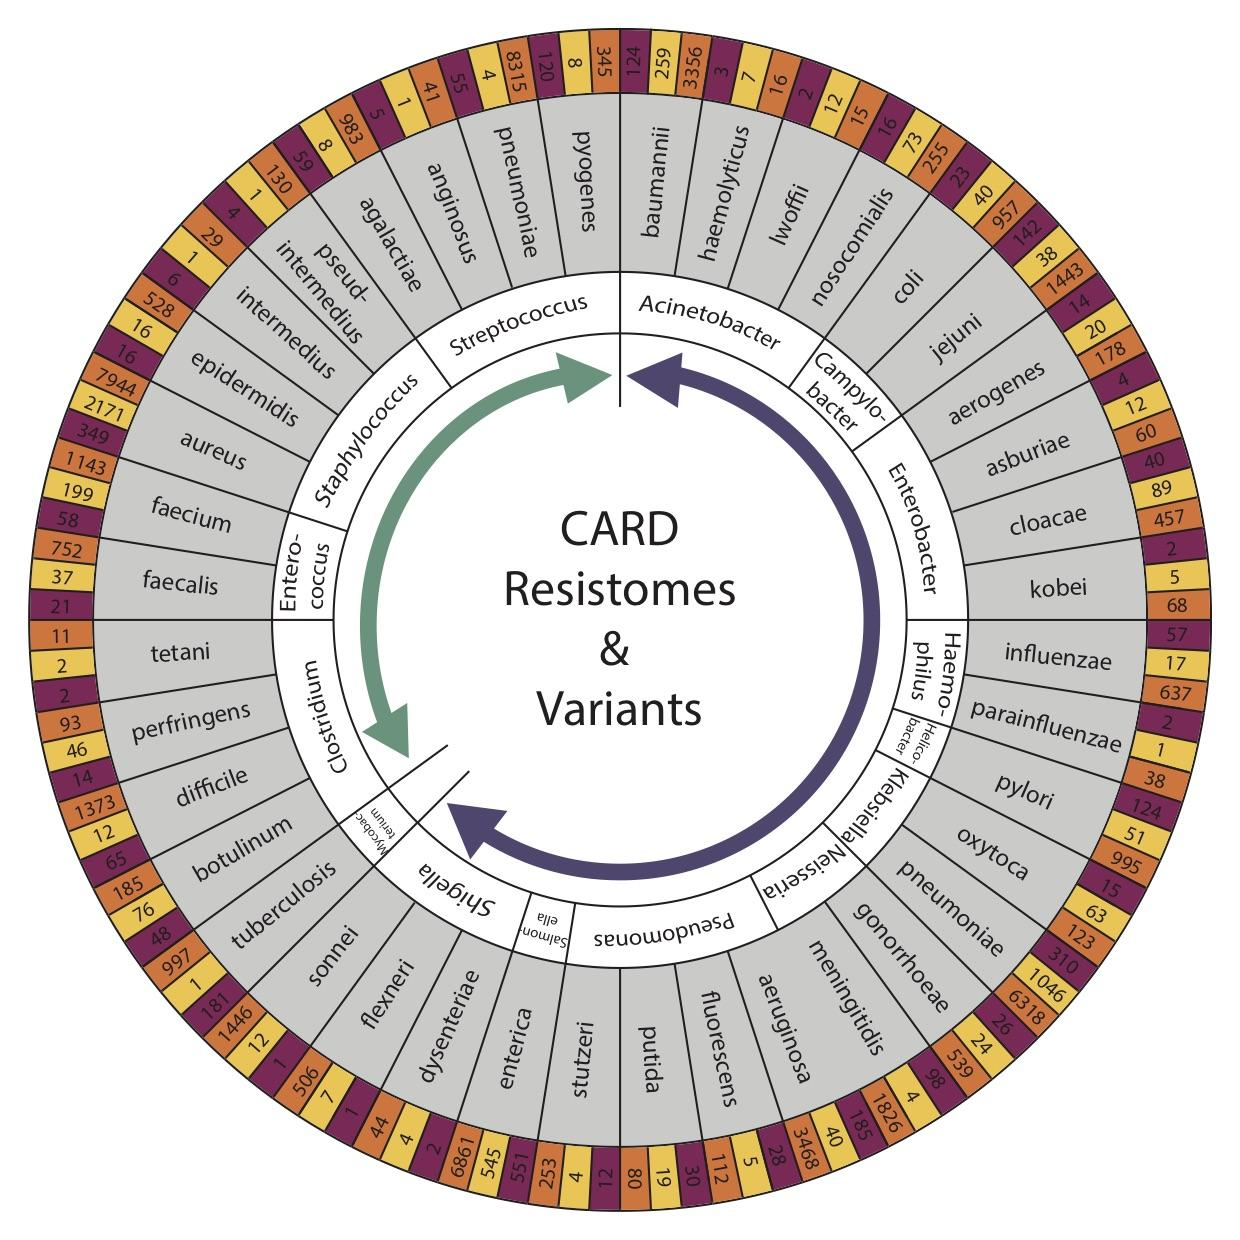 CARD
Resistomes
&
Variants
Acinetobacter
baumannii
124
259
3356
haemolyticus
3
7
16
lwoffii
2
12
15
nosocomialis
16
73
255
Campylo-
bacter
coli
23
40
957
jejuni
142
38
1443
Enterobacter
aerogenes
14
20
178
asburiae
4
12
60
cloacae
40
89
457
kobei
2
5
68
Haemo-
philus
influenzae
57
17
637
parainfluenzae
2
1
38
Helico-
bacter
pylori
124
51
995
Klebsiella
oxytoca
15
63
123
pneumoniae
310
1046
6318
Neisseria
gonorrhoeae
26
24
539
meningitidis
98
4
1826
Pseudomonas
aeruginosa
185
40
3468
fluorescens
28
5
112
putida
30
19
80
stutzeri
12
4
253
Salmon-
ella
enterica
551
545
6861
Shigella
dysenteriae
2
4
44
flexneri
1
7
506
sonnei
1
12
1446
Mycobac
terium
tuberculosis
181
1
997
Clostridium
botulinum
48
76
185
difficile
65
12
1373
perfringens
14
46
93
tetani
2
2
11
Entero-
coccus
faecalis
21
37
752
faecium
58
199
1143
Staphylococcus
aureus
349
2171
7944
epidermidis
16
16
528
intermedius
6
1
29
pseud-
intermedius
4
1
130
Streptococcus
agalactiae
59
8
983
anginosus
5
1
41
pneumoniae
55
4
8315
pyogenes
120
8
345